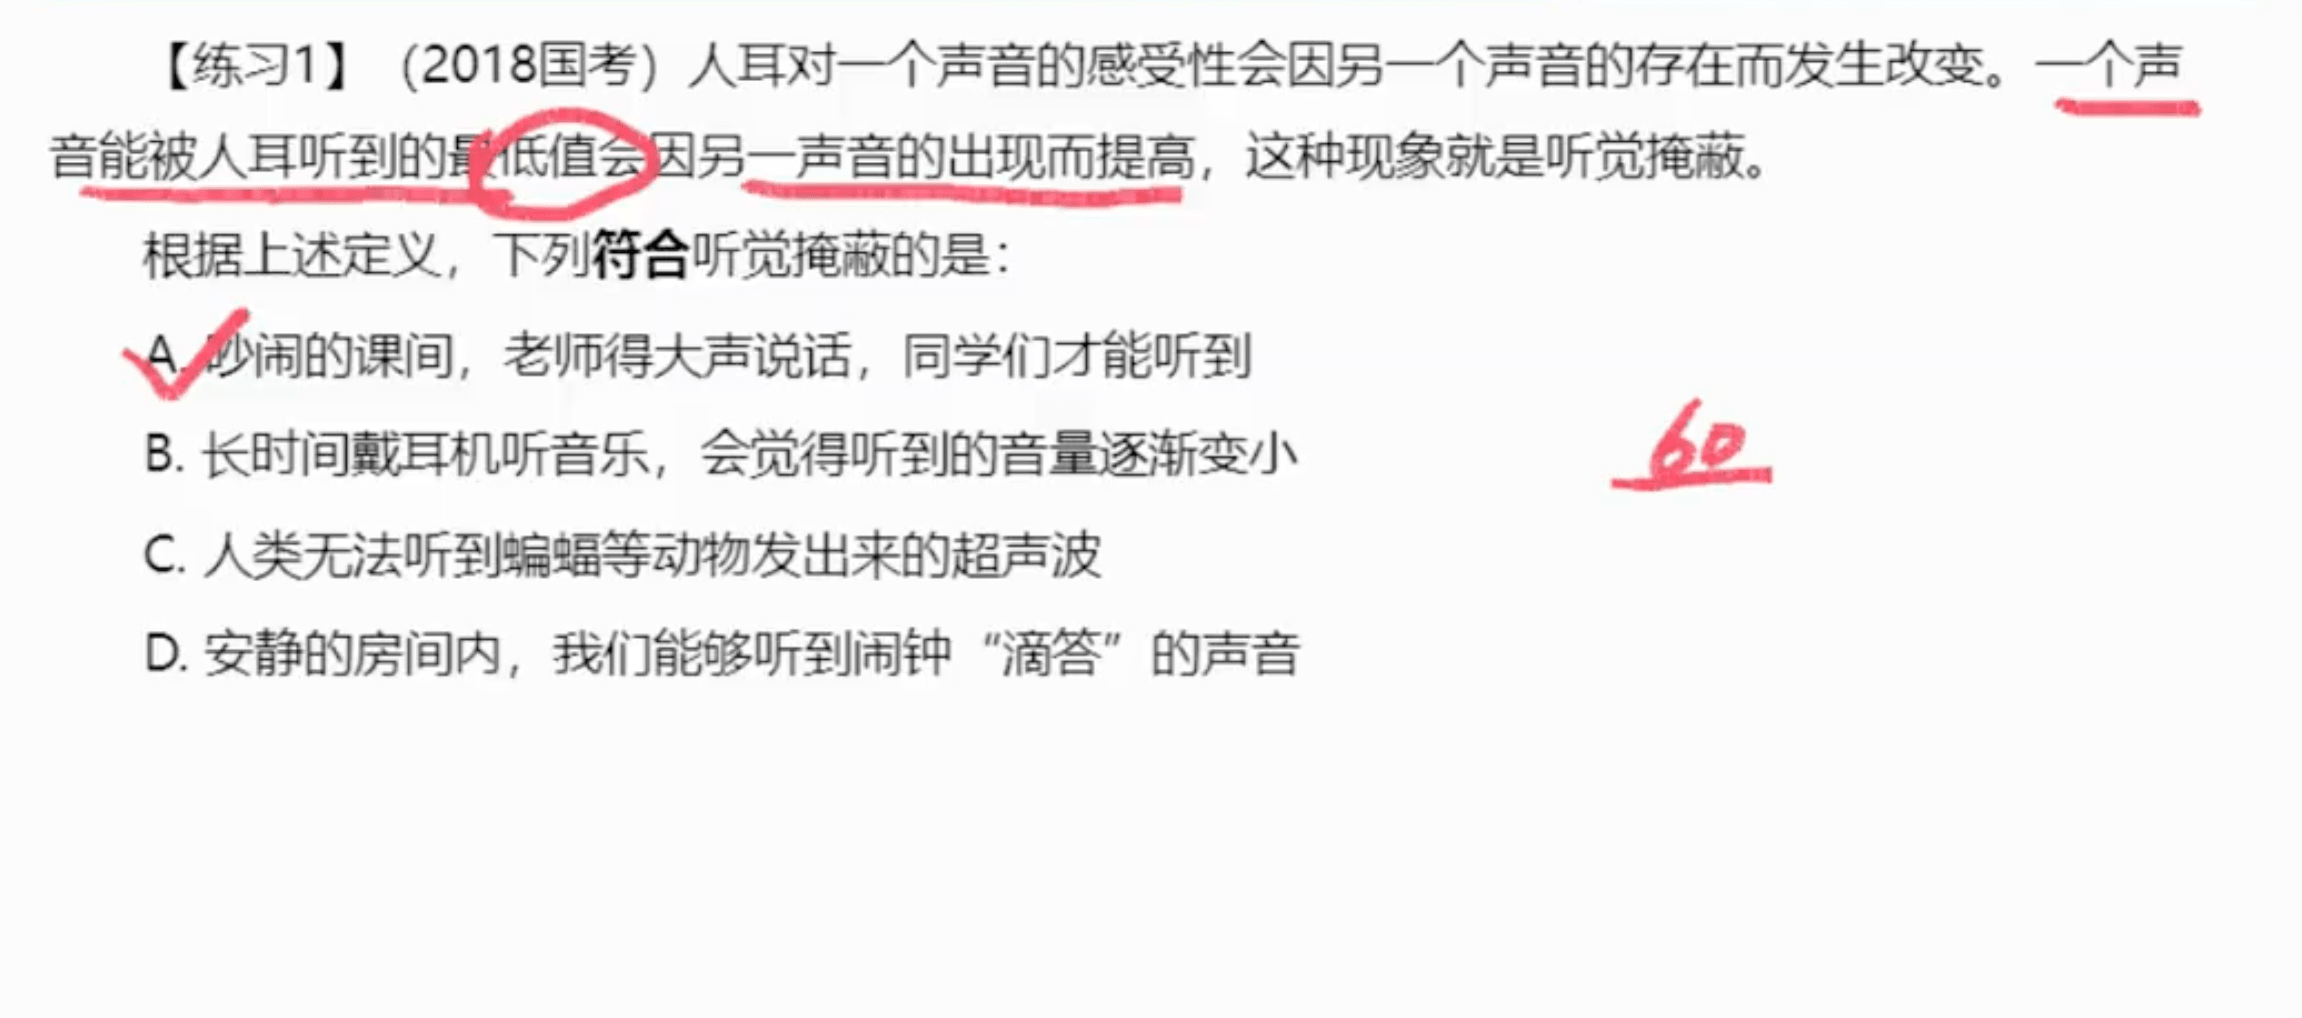 【练习1】（2018国考）人耳对一个声音的感受性会因另一个声音的存在而发生改变。一个声
音能被人耳听到的最低值会因另一声音的出现而提高，这种现象就是听觉掩蔽。
根据上述定义，下列符合听觉掩蔽的是：
A. 吵闹的课间，老师得大声说话，同学们才能听到
B. 长时间戴耳机听音乐，会觉得听到的音量逐渐变小
60
C. 人类无法听到蝙蝠等动物发出来的超声波
D. 安静的房间内，我们能够听到闹钟“滴答”的声音